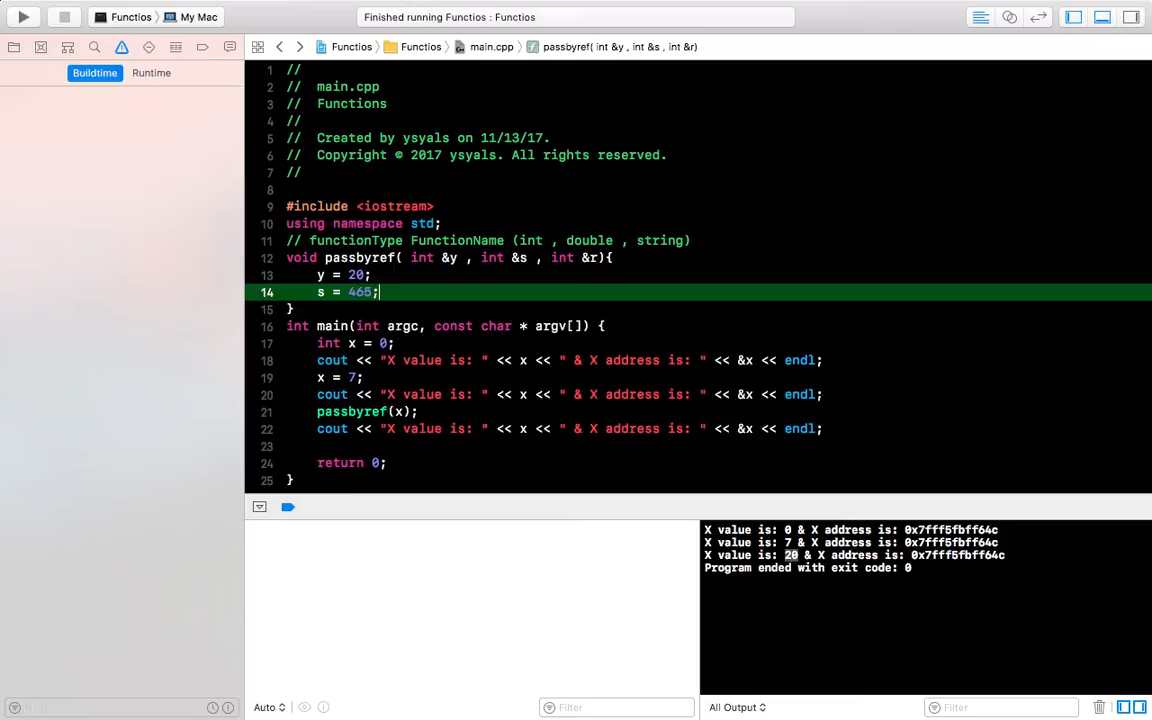 Functios
My Mac
Finished running Functios : Functios
Functios
Functios
main.cpp
passbyref( int &y , int &s , int &r)
Buildtime
Runtime
1 //
2 //  main.cpp
3 //  Functions
4 //
5 //  Created by ysyals on 11/13/17.
6 //  Copyright © 2017 ysyals. All rights reserved.
7 //
8
9 #include <iostream>
10 using namespace std;
11 // functionType FunctionName (int , double , string)
12 void passbyref( int &y , int &s , int &r){
13     y = 20;
14     s = 465;
15 }
16 int main(int argc, const char * argv[]) {
17     int x = 0;
18     cout << "X value is: " << x << " & X address is: " << &x << endl;
19     x = 7;
20     cout << "X value is: " << x << " & X address is: " << &x << endl;
21     passbyref(x);
22     cout << "X value is: " << x << " & X address is: " << &x << endl;
23
24     return 0;
25 }
X value is: 0 & X address is: 0x7fff5fbff64c
X value is: 7 & X address is: 0x7fff5fbff64c
X value is: 20 & X address is: 0x7fff5fbff64c
Program ended with exit code: 0
Auto
Filter
All Output
Filter